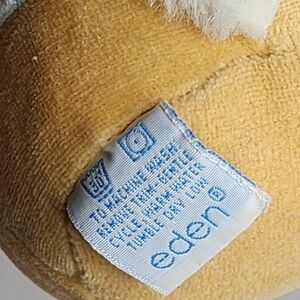 TO MACHINE WASH
REMOVE TRIM. GENTLE
CYCLE. WARM WATER
TUMBLE DRY LOW
eden®